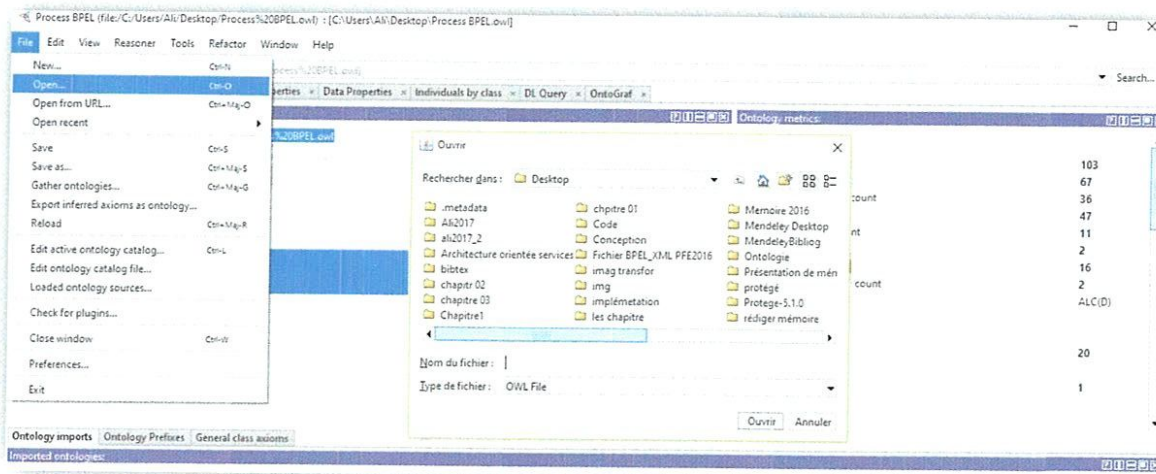 Process BPEL (file:/C:/Users/Ali/Desktop/Process%20BPEL.owl) : [C:\Users\Ali\Desktop\Process BPEL.owl]
File Edit View Reasoner Tools Refactor Window Help
New... Ctrl-N
Open... Ctrl-O
Open from URL... Ctrl+Maj-O
Open recent
Save Ctrl-S
Save as... Ctrl+Maj-S
Gather ontologies... Ctrl+Maj-G
Export inferred axioms as ontology...
Reload Ctrl+Maj-R
Edit active ontology catalog... Ctrl-L
Edit ontology catalog file...
Loaded ontology sources...
Check for plugins...
Close window Ctrl-W
Preferences...
Exit
Search...
perties × Data Properties × Individuals by class × DL Query × OntoGraf ×
%20BPEL.owl
Ontology metrics:
Ouvrir
Rechercher dans : Desktop
.metadata
Ali2017
ali2017_2
Architecture orientée services
bibtex
chapitr 02
chapitre 03
Chapitre1
chpitre 01
Code
Conception
Fichier BPEL_XML PFE2016
imag transfor
img
implémetation
les chapitre
Memoire 2016
Mendeley Desktop
MendeleyBibliog
Ontologie
Présentation de mén
protégé
Protege-5.1.0
rédiger mémoire
Nom du fichier :
Type de fichier : OWL File
Ouvrir Annuler
103
67
count 36
47
nt 11
2
16
count 2
ALC(D)
20
1
Ontology imports Ontology Prefixes General class axioms
Imported ontologies: